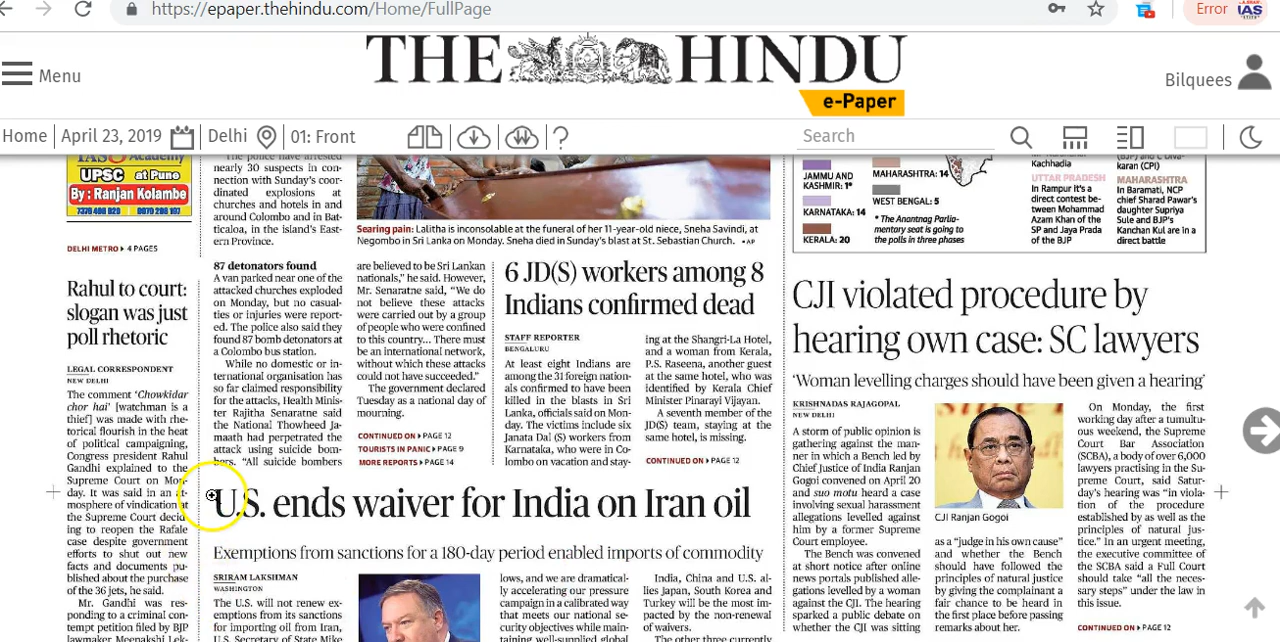 https://epaper.thehindu.com/Home/FullPage
Error
IAS
THE HINDU
e-Paper
Menu
Bilquees
Home
April 23, 2019
Delhi
01: Front
?
Search
IAS Academy
UPSC at Pune
By : Ranjan Kolambe
DELHI METRO ▸ 4 PAGES
Rahul to court:
slogan was just
poll rhetoric
LEGAL CORRESPONDENT
NEW DELHI
The comment ‘Chowkidar
chor hai’ [watchman is a
thief] was made with rhe-
torical flourish in the heat
of political campaigning,
Congress president Rahul
Gandhi explained to the
Supreme Court on Mon-
day. It was said in an at-
mosphere of vindication at
the Supreme Court decid-
ing to reopen the Rafale
case despite government
efforts to shut out new
facts and documents pu-
blished about the purchase
of the 36 jets, he said.
Mr. Gandhi was res-
ponding to a criminal con-
tempt petition filed by BJP
lawmaker Meenakshi Lek-
The police have arrested
nearly 30 suspects in con-
nection with Sunday's coor-
dinated explosions at
churches and hotels in and
around Colombo and in Bat-
ticaloa, in the island's East-
ern Province.
87 detonators found
A van parked near one of the
attacked churches exploded
on Monday, but no casual-
ties or injuries were report-
ed. The police also said they
found 87 bomb detonators at
a Colombo bus station.
While no domestic or in-
ternational organisation has
so far claimed responsibility
for the attacks, Health Minis-
ter Rajitha Senaratne said
the National Thowheed Ja-
maath had perpetrated the
attack using suicide bom-
bers. “All suicide bombers
Searing pain: Lalitha is inconsolable at the funeral of her 11-year-old niece, Sneha Savindi, at
Negombo in Sri Lanka on Monday. Sneha died in Sunday's blast at St. Sebastian Church. • AP
are believed to be Sri Lankan
nationals,” he said. However,
Mr. Senaratne said, “We do
not believe these attacks
were carried out by a group
of people who were confined
to this country... There must
be an international network,
without which these attacks
could not have succeeded.”
The government declared
Tuesday as a national day of
mourning.
CONTINUED ON ▸ PAGE 12
TOURISTS IN PANIC ▸ PAGE 9
MORE REPORTS ▸ PAGE 14
6 JD(S) workers among 8
Indians confirmed dead
STAFF REPORTER
BENGALURU
At least eight Indians are
among the 31 foreign nation-
als confirmed to have been
killed in the blasts in Sri
Lanka, officials said on Mon-
day. The victims include six
Janata Dal (S) workers from
Karnataka, who were in Co-
lombo on vacation and stay-
ing at the Shangri-La Hotel,
and a woman from Kerala,
P.S. Raseena, another guest
at the same hotel, who was
identified by Kerala Chief
Minister Pinarayi Vijayan.
A seventh member of the
JD(S) team, staying at the
same hotel, is missing.
CONTINUED ON ▸ PAGE 12
U.S. ends waiver for India on Iran oil
Exemptions from sanctions for a 180-day period enabled imports of commodity
SRIRAM LAKSHMAN
WASHINGTON
The U.S. will not renew ex-
emptions from its sanctions
for importing oil from Iran,
U.S. Secretary of State Mike
lows, and we are dramatical-
ly accelerating our pressure
campaign in a calibrated way
that meets our national se-
curity objectives while main-
taining well-supplied global
India, China and U.S. al-
lies Japan, South Korea and
Turkey will be the most im-
pacted by the non-renewal
of waivers.
The other three currently
JAMMU AND
KASHMIR: 1*
KARNATAKA: 14
KERALA: 20
MAHARASHTRA: 14
WEST BENGAL: 5
* The Anantnag Parlia-
mentary seat is going to
the polls in three phases
Kachhadia
UTTAR PRADESH
In Rampur it's a
direct contest be-
tween Mohammad
Azam Khan of the
SP and Jaya Prada
of the BJP
karan (CPI)
MAHARASHTRA
In Baramati, NCP
chief Sharad Pawar's
daughter Supriya
Sule and BJP's
Kanchan Kul are in a
direct battle
CJI violated procedure by
hearing own case: SC lawyers
‘Woman levelling charges should have been given a hearing’
KRISHNADAS RAJAGOPAL
NEW DELHI
A storm of public opinion is
gathering against the man-
ner in which a Bench led by
Chief Justice of India Ranjan
Gogoi convened on April 20
and suo motu heard a case
involving sexual harassment
allegations levelled against
him by a former Supreme
Court employee.
The Bench was convened
at short notice after online
news portals published alle-
gations levelled by a woman
against the CJI. The hearing
sparked a public debate on
whether the CJI was sitting
CJI Ranjan Gogoi
as a “judge in his own cause”
and whether the Bench
should have followed the
principles of natural justice
by giving the complainant a
fair chance to be heard in
the first place before passing
remarks about her.
On Monday, the first
working day after a tumultu-
ous weekend, the Supreme
Court Bar Association
(SCBA), a body of over 6,000
lawyers practising in the Su-
preme Court, said Satur-
day's hearing was “in viola-
tion of the procedure
established by as well as the
principles of natural jus-
tice.” In an urgent meeting,
the executive committee of
the SCBA said a Full Court
should take “all the neces-
sary steps” under the law in
this issue.
CONTINUED ON ▸ PAGE 12